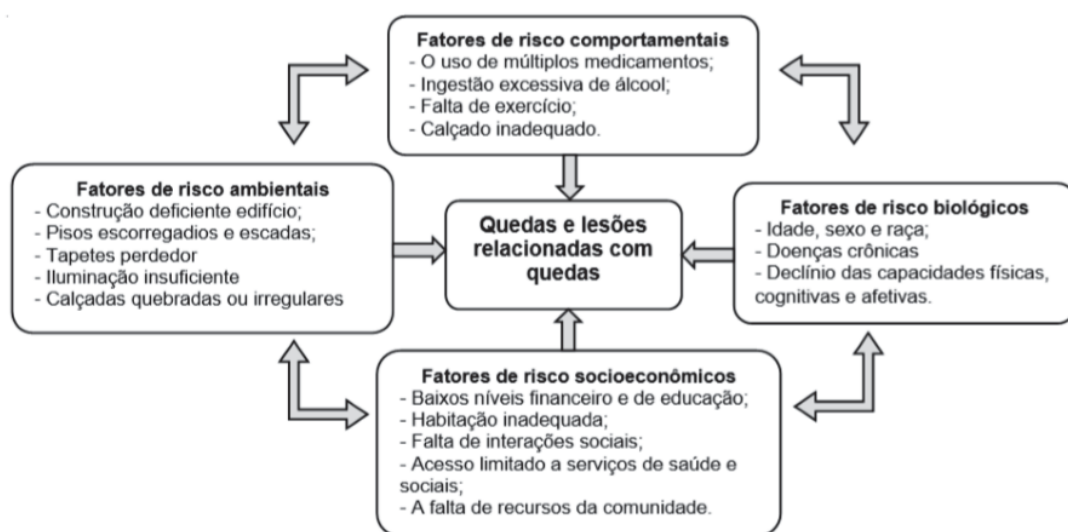 Fatores de risco comportamentais
- O uso de múltiplos medicamentos;
- Ingestão excessiva de álcool;
- Falta de exercício;
- Calçado inadequado.
Fatores de risco ambientais
- Construção deficiente edifício;
- Pisos escorregadios e escadas;
- Tapetes perdedor
- Iluminação insuficiente
- Calçadas quebradas ou irregulares
Quedas e lesões
relacionadas com
quedas
Fatores de risco biológicos
- Idade, sexo e raça;
- Doenças crônicas
- Declínio das capacidades físicas,
cognitivas e afetivas.
Fatores de risco socioeconômicos
- Baixos níveis financeiro e de educação;
- Habitação inadequada;
- Falta de interações sociais;
- Acesso limitado a serviços de saúde e
sociais;
- A falta de recursos da comunidade.